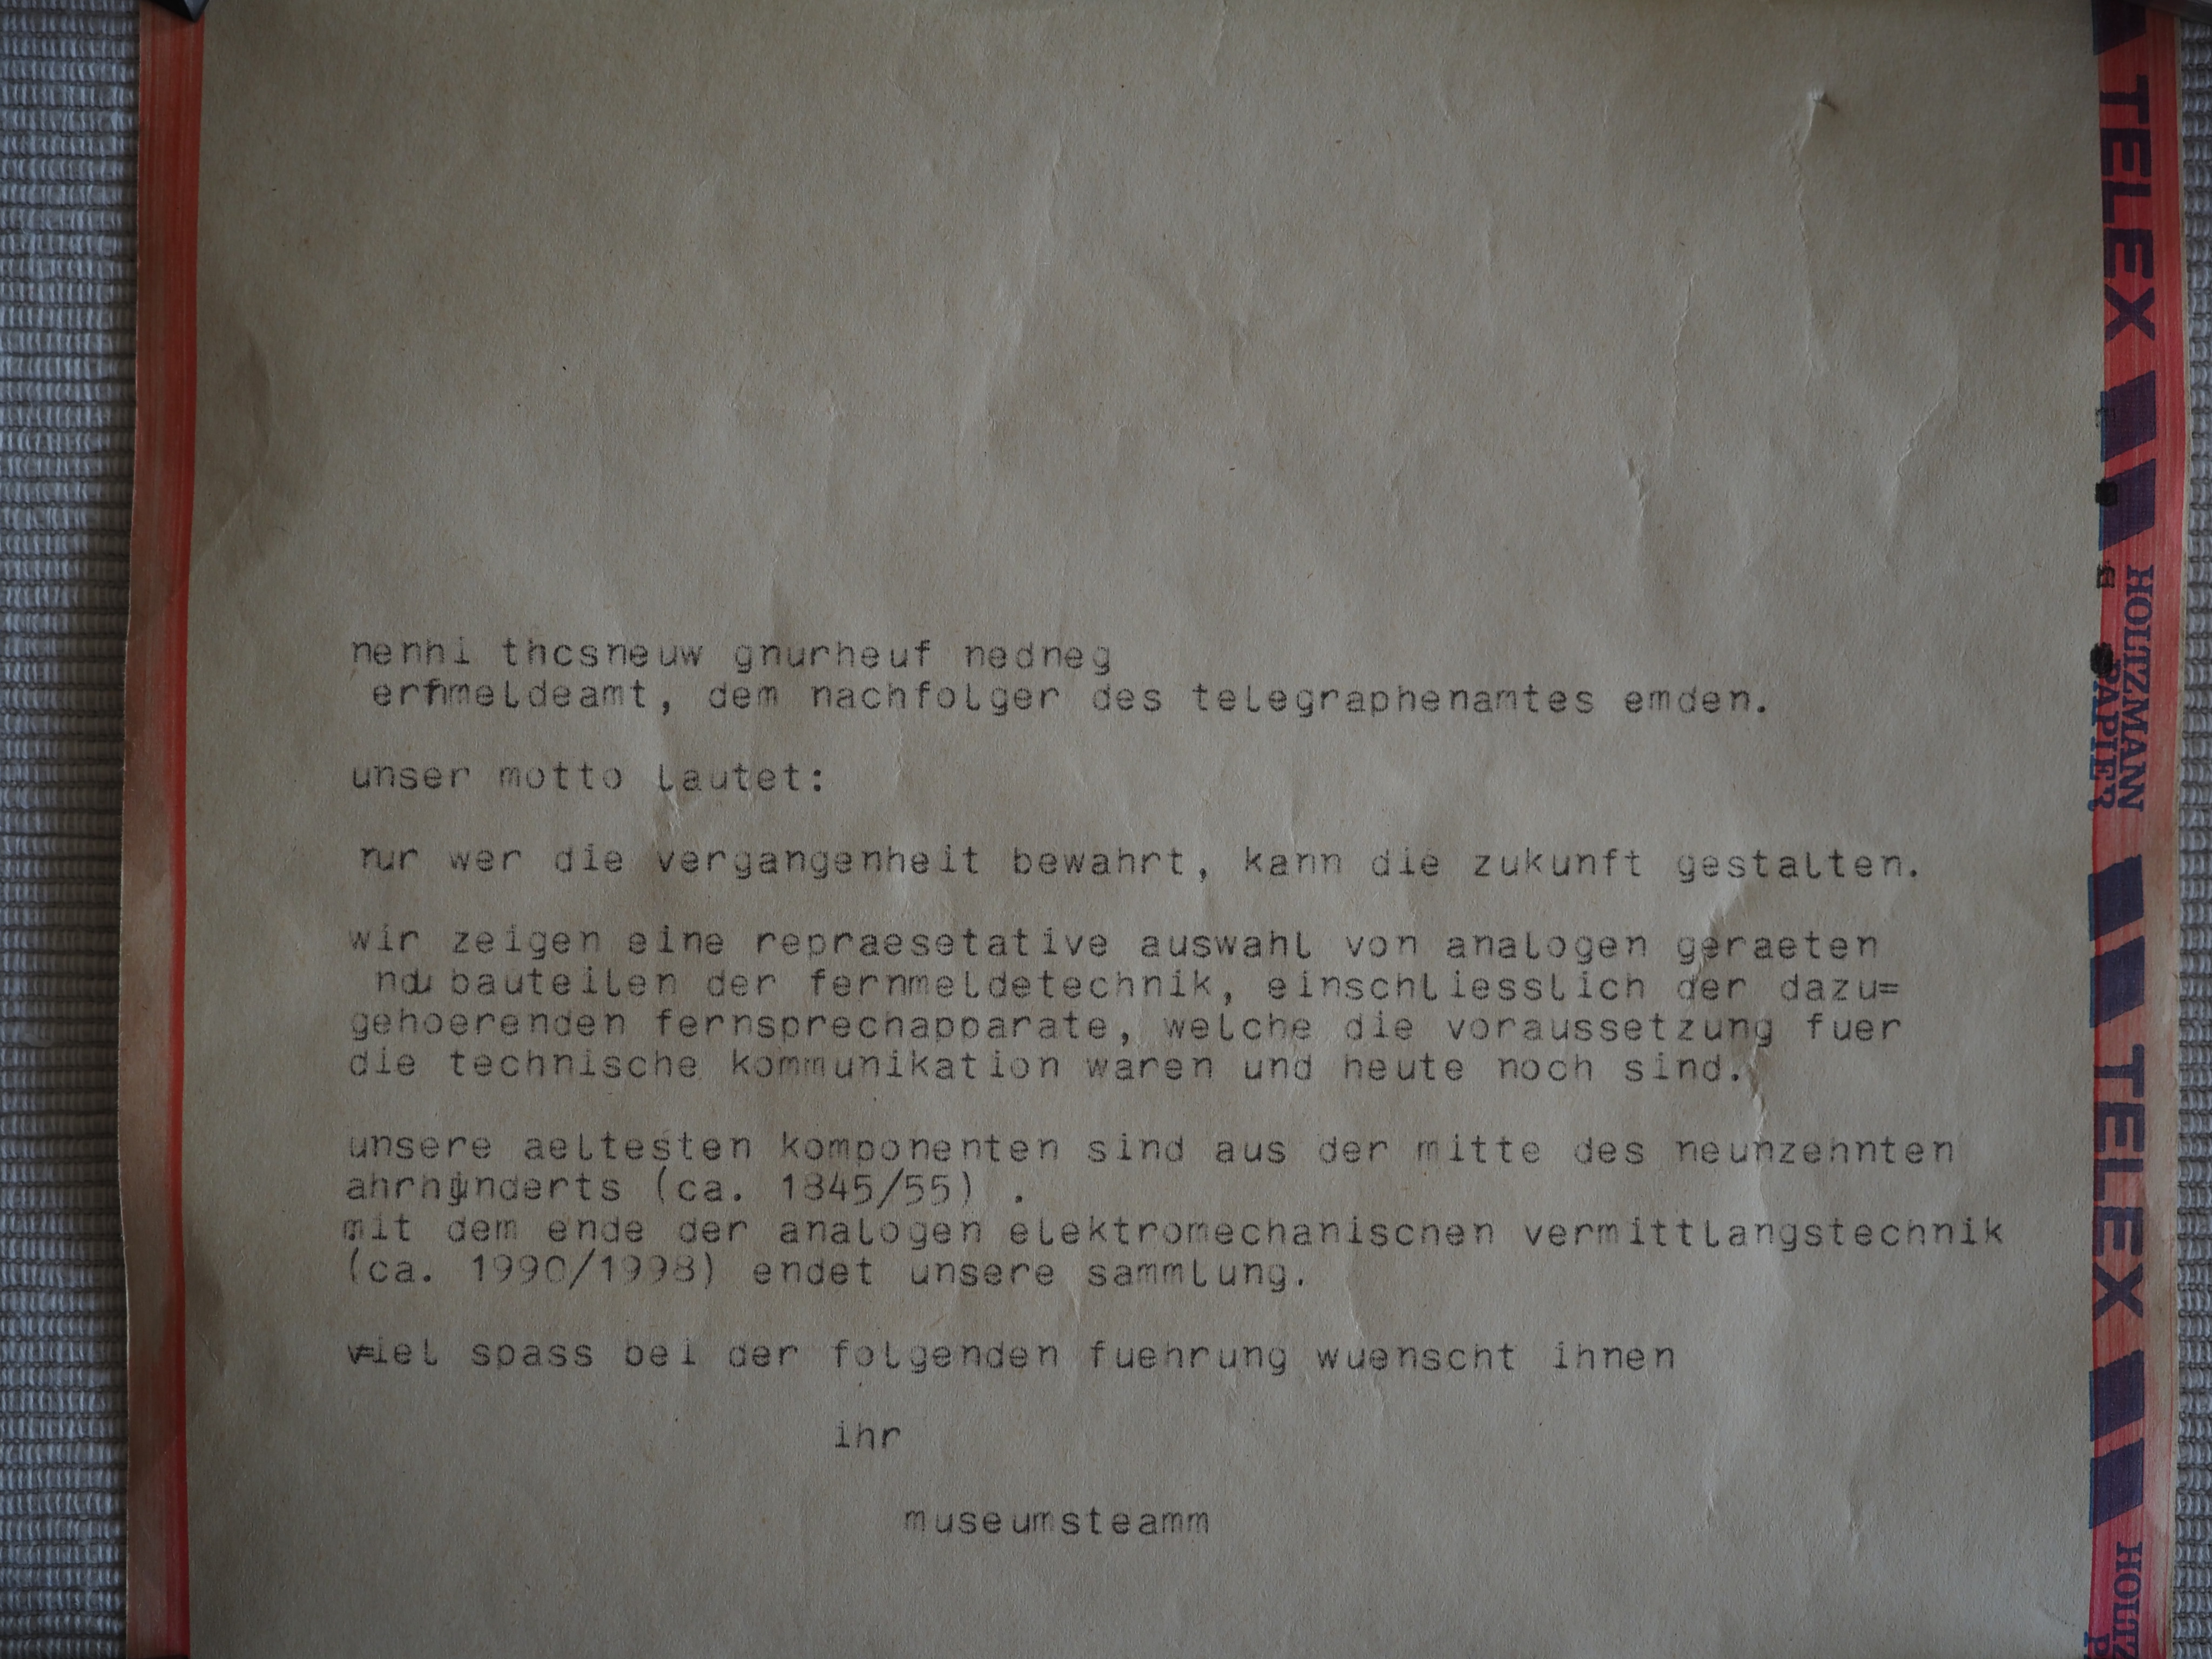 nenhi thcsneuw gnurheuf nedneg
erfnmeldeamt, dem nachfolger des telegraphenamtes emden.
unser motto lautet:
nur wer die vergangenheit bewahrt, kann die zukunft gestalten.
wir zeigen eine repraesetative auswahl von analogen geraeten
ndu bauteilen der fernmeldetechnik, einschliesslich der dazu=
gehoerenden fernsprechapparate, welche die voraussetzung fuer
die technische kommunikation waren und heute noch sind.
unsere aeltesten komponenten sind aus der mitte des neunzehnten
ahrhjunderts (ca. 1845/55) .
mit dem ende der analogen elektromechanischen vermittlangstechnik
(ca. 1990/1998) endet unsere sammlung.
viel spass bei der folgenden fuehrung wuenscht ihnen
ihr
museumsteamm
TELEX
HOUTZMANN
PAPIER
TELEX